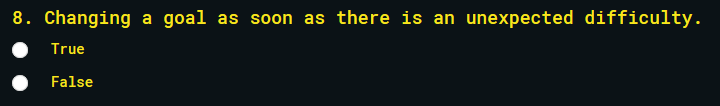 8. Changing a goal as soon as there is an unexpected difficulty.
True
False